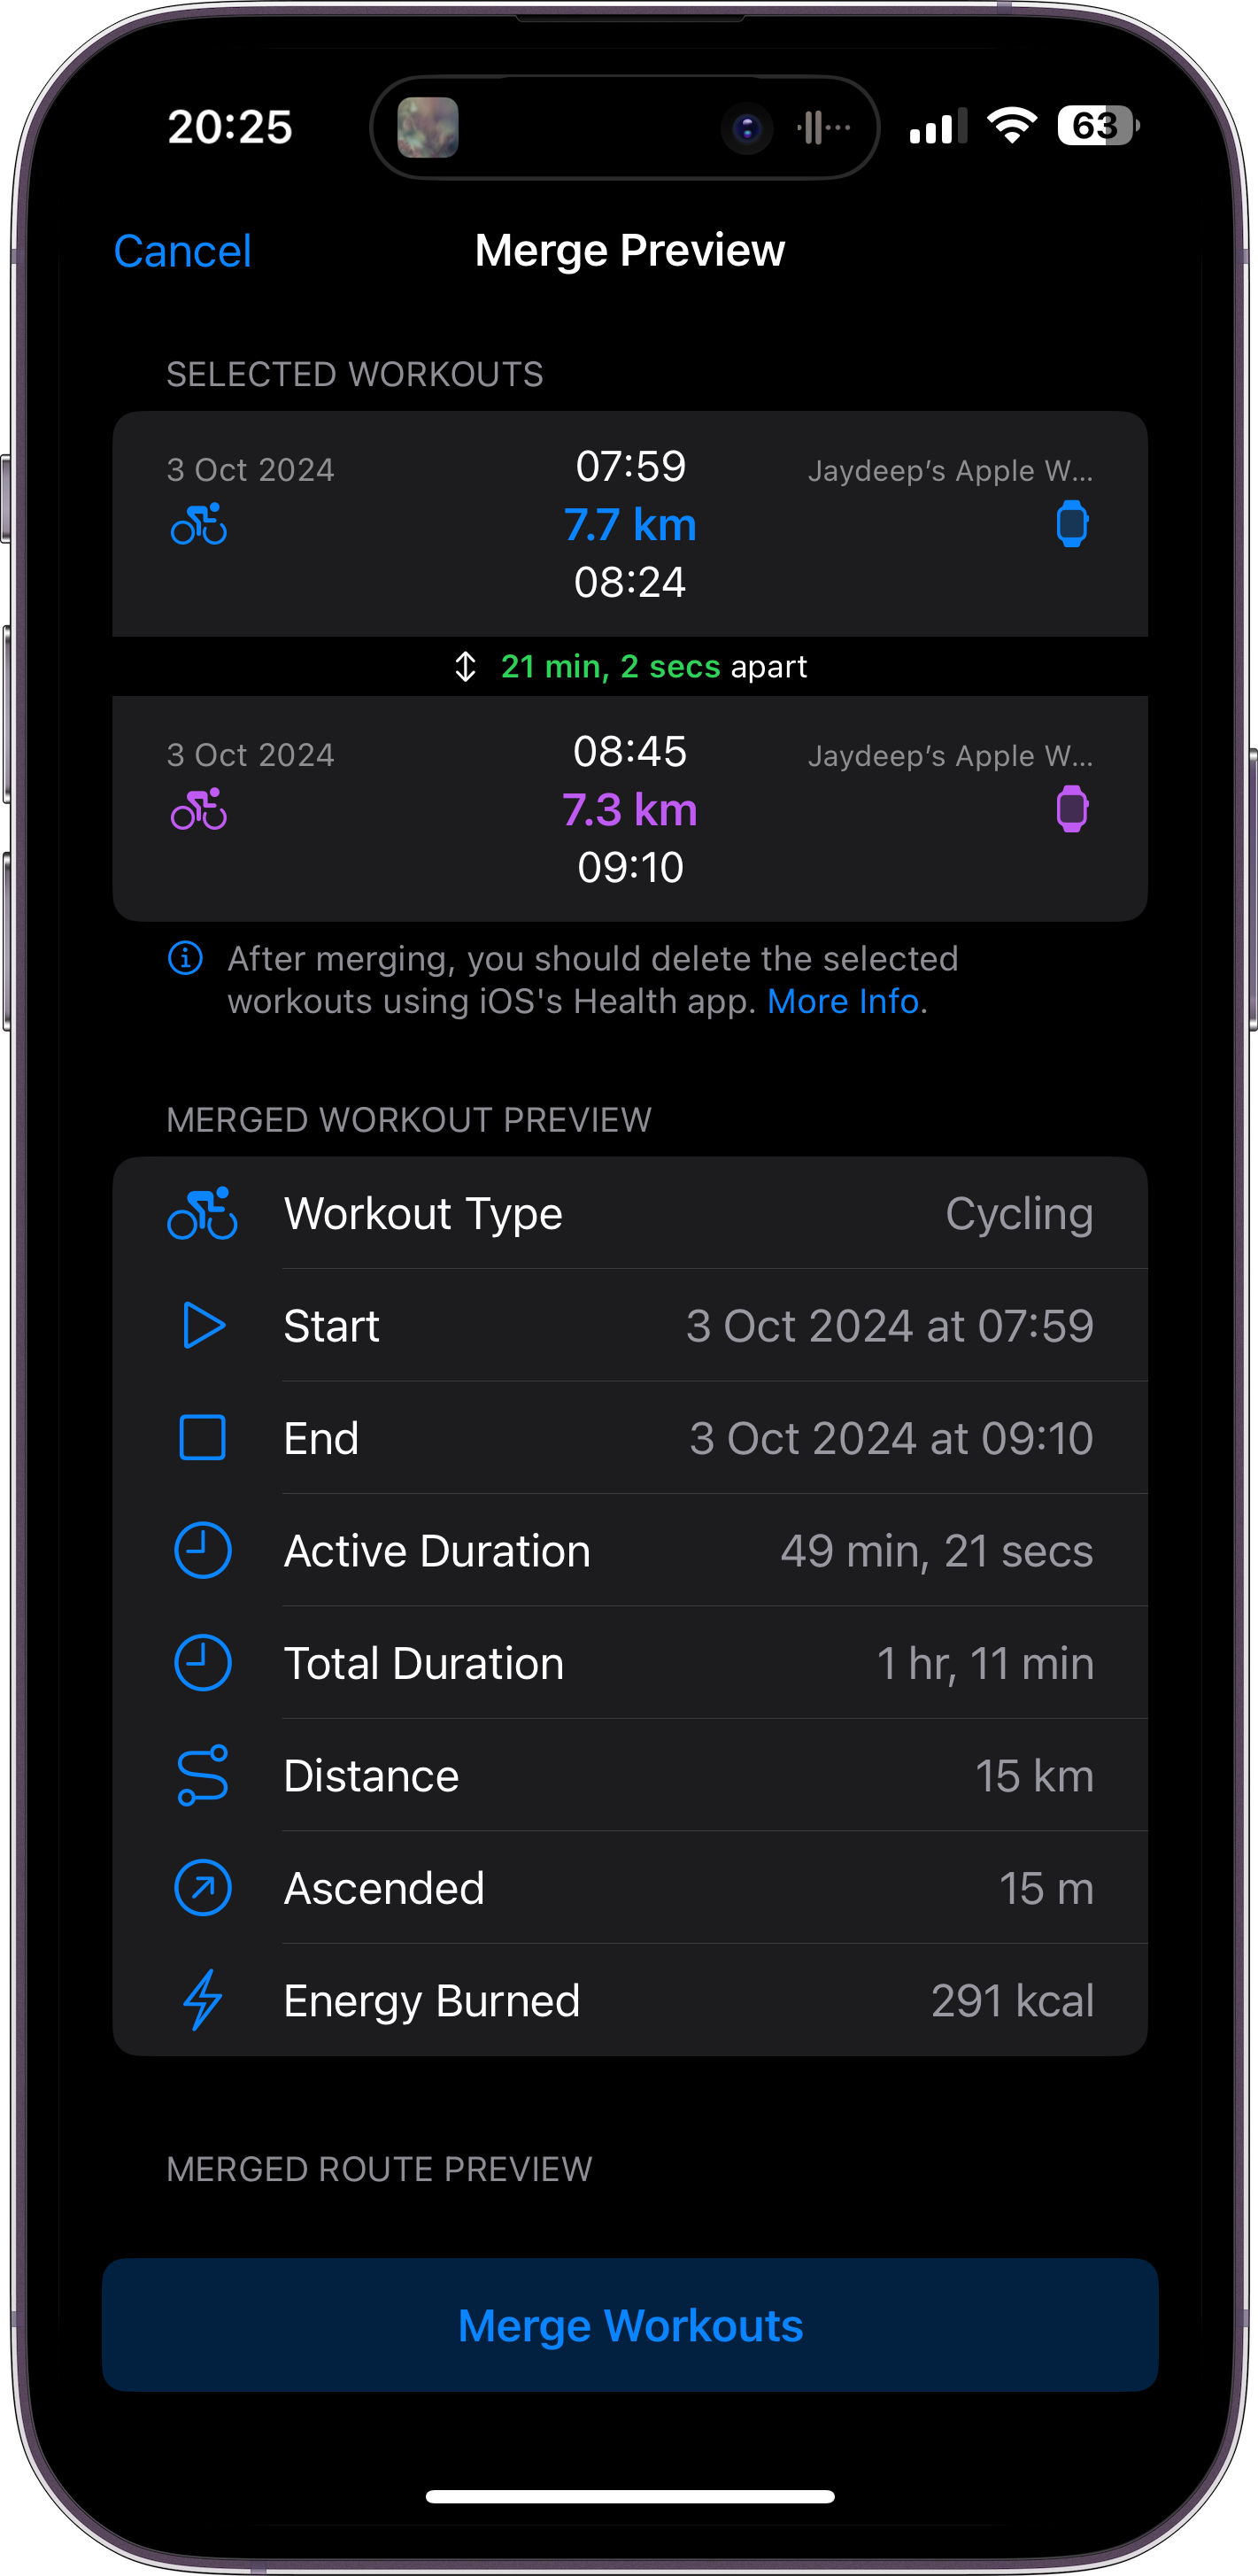 20:25
63
Cancel
Merge Preview
SELECTED WORKOUTS
3 Oct 2024
07:59
Jaydeep’s Apple W...
7.7 km
08:24
21 min, 2 secs apart
3 Oct 2024
08:45
Jaydeep’s Apple W...
7.3 km
09:10
After merging, you should delete the selected
workouts using iOS's Health app. More Info.
MERGED WORKOUT PREVIEW
Workout Type
Cycling
Start
3 Oct 2024 at 07:59
End
3 Oct 2024 at 09:10
Active Duration
49 min, 21 secs
Total Duration
1 hr, 11 min
Distance
15 km
Ascended
15 m
Energy Burned
291 kcal
MERGED ROUTE PREVIEW
Merge Workouts